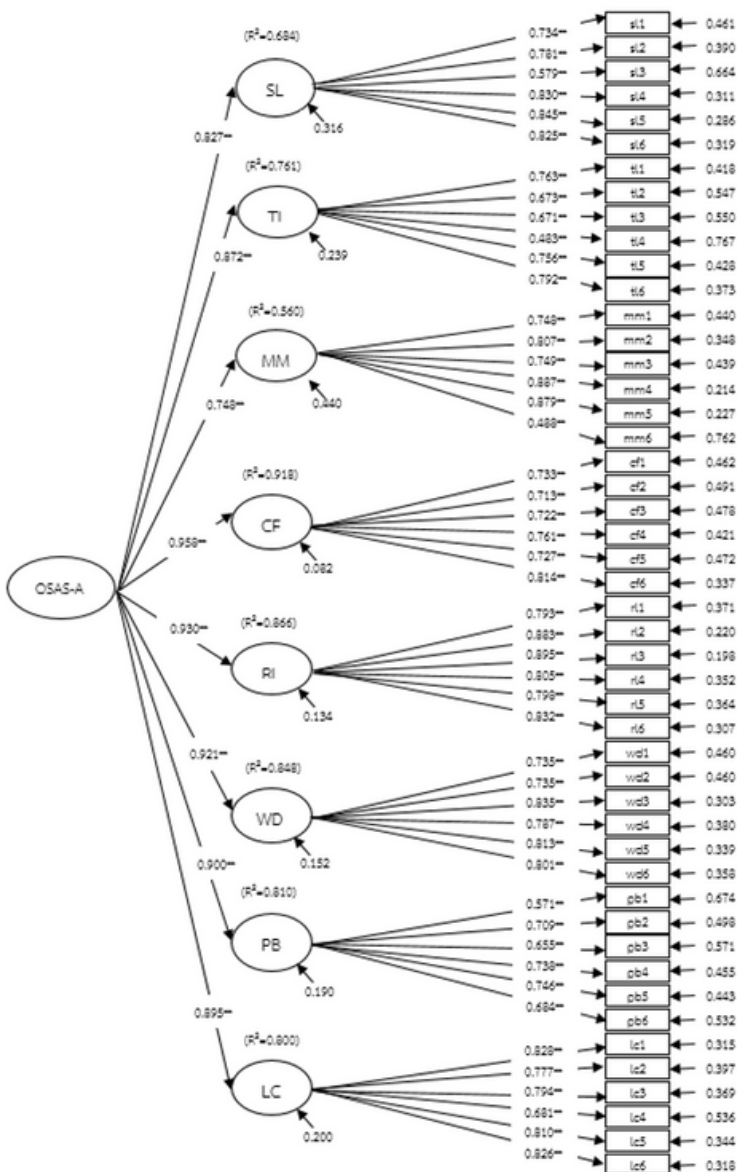 (R²=0.684)
SL
0.316
0.827**
0.734** sl1 0.461
0.781** sl2 0.390
0.579** sl3 0.664
0.830** sl4 0.311
0.845** sl5 0.286
0.825** sl6 0.319
(R²=0.761)
TI
0.239
0.872**
0.763** tl1 0.418
0.673** tl2 0.547
0.671** tl3 0.550
0.483** tl4 0.767
0.756** tl5 0.428
0.792** tl6 0.373
(R²=0.560)
MM
0.440
0.748**
0.748** mm1 0.440
0.807** mm2 0.348
0.749** mm3 0.439
0.887** mm4 0.214
0.879** mm5 0.227
0.488** mm6 0.762
(R²=0.918)
CF
0.082
0.958**
0.733** cf1 0.462
0.713** cf2 0.491
0.722** cf3 0.478
0.761** cf4 0.421
0.727** cf5 0.472
0.814** cf6 0.337
OSAS-A
(R²=0.866)
RI
0.134
0.930**
0.793** rl1 0.371
0.883** rl2 0.220
0.895** rl3 0.198
0.805** rl4 0.352
0.798** rl5 0.364
0.832** rl6 0.307
(R²=0.848)
WD
0.152
0.921**
0.735** wd1 0.460
0.735** wd2 0.460
0.835** wd3 0.303
0.787** wd4 0.380
0.813** wd5 0.339
0.801** wd6 0.358
(R²=0.810)
PB
0.190
0.900**
0.571** pb1 0.674
0.709** pb2 0.498
0.655** pb3 0.571
0.738** pb4 0.455
0.746** pb5 0.443
0.684** pb6 0.532
(R²=0.800)
LC
0.200
0.895**
0.828** lc1 0.315
0.777** lc2 0.397
0.794** lc3 0.369
0.681** lc4 0.536
0.810** lc5 0.344
0.826** lc6 0.318